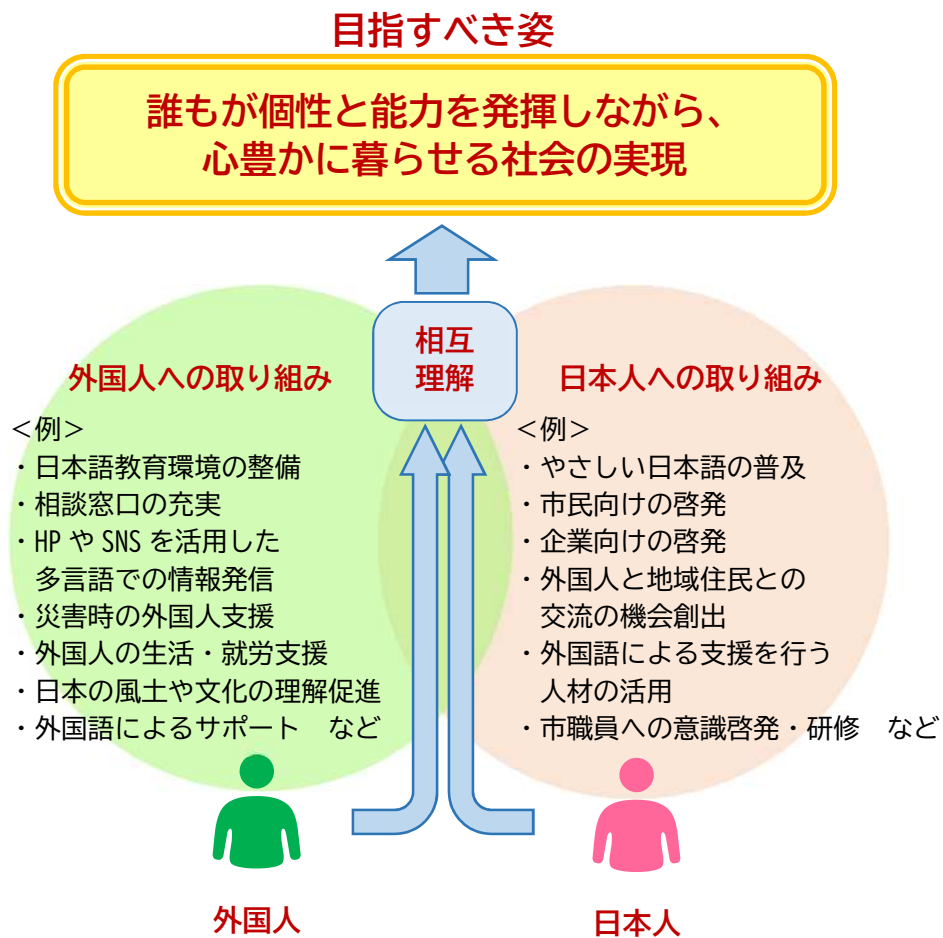 目指すべき姿
誰もが個性と能力を発揮しながら、
心豊かに暮らせる社会の実現
相互
理解
外国人への取り組み
＜例＞
・日本語教育環境の整備
・相談窓口の充実
・HP や SNS を活用した
多言語での情報発信
・災害時の外国人支援
・外国人の生活・就労支援
・日本の風土や文化の理解促進
・外国語によるサポート　など
外国人
日本人への取り組み
＜例＞
・やさしい日本語の普及
・市民向けの啓発
・企業向けの啓発
・外国人と地域住民との
交流の機会創出
・外国語による支援を行う
人材の活用
・市職員への意識啓発・研修　など
日本人